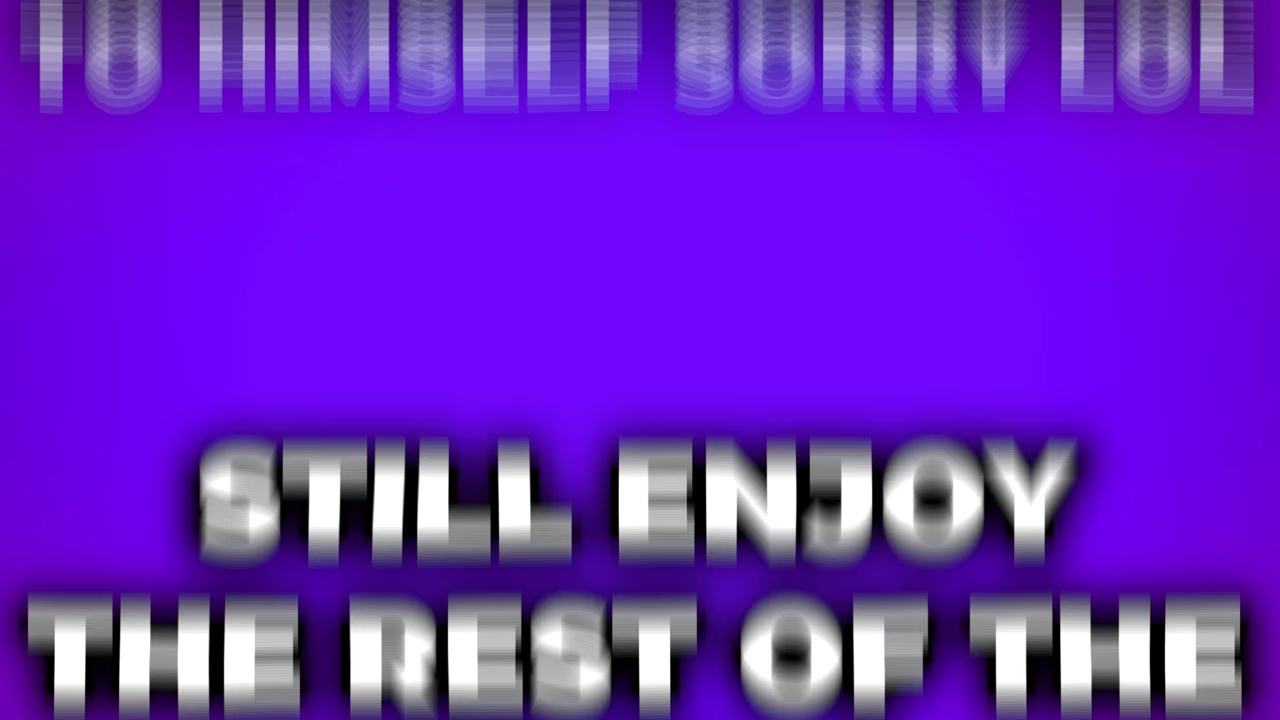 TO HIMSELF SORRY LOL
STILL ENJOY
THE REST OF THE